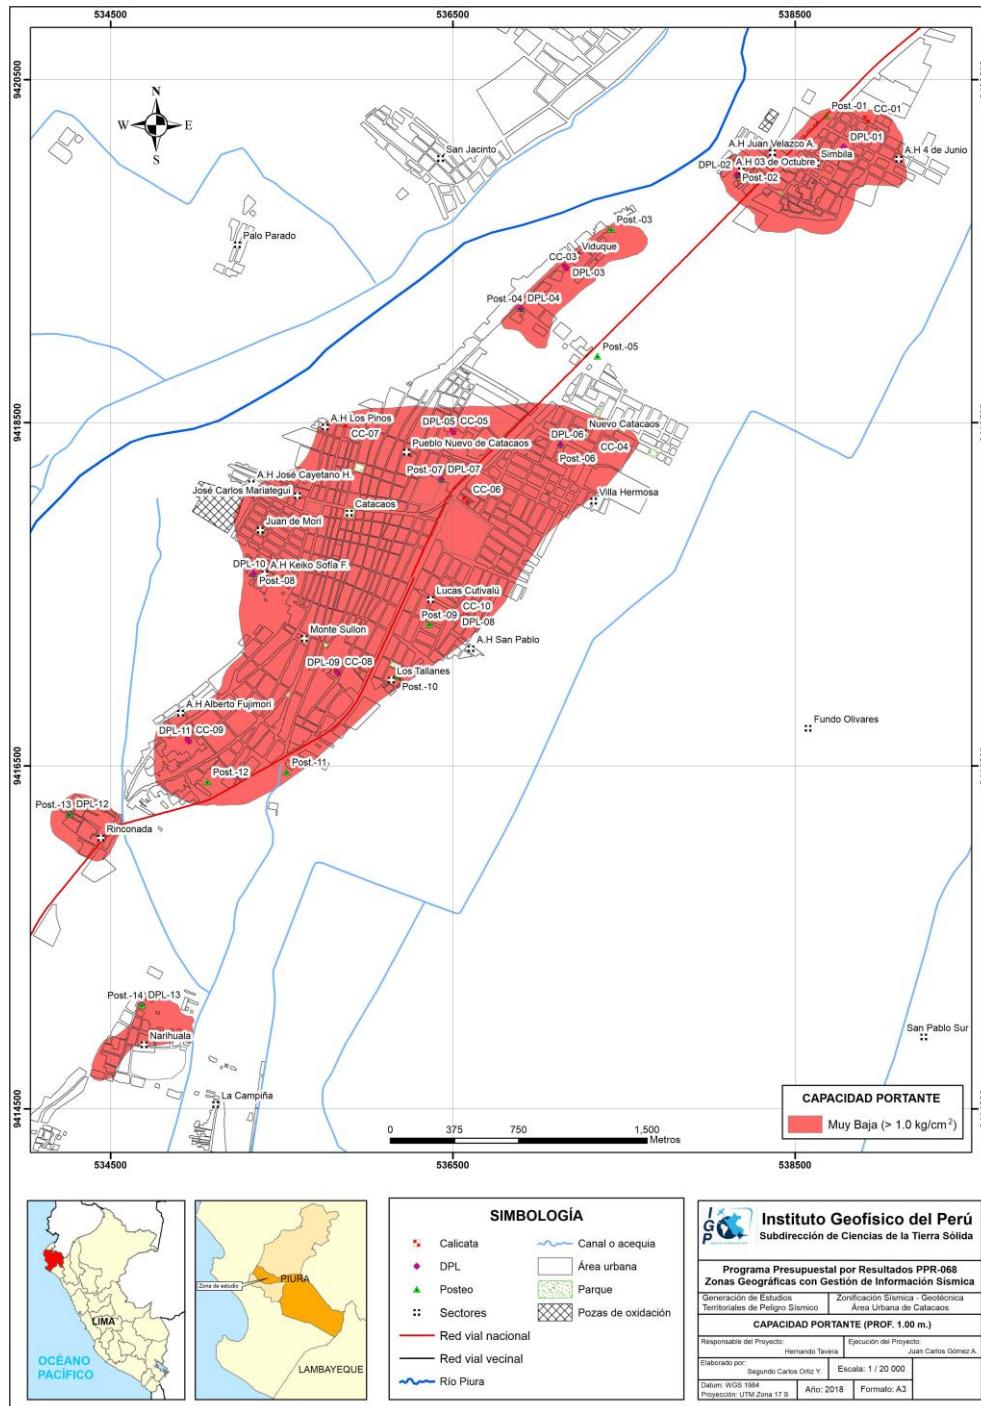 534500
536500
538500
9420500
N
W
E
S
San Jacinto
Palo Parado
Post.-01
CC-01
DPL-01
A.H Juan Velazco A.
Simbila
A.H 4 de Junio
DPL-02
A.H 03 de Octubre
Post.-02
Post.-03
CC-03
Viduque
DPL-03
Post.-04
DPL-04
Post.-05
9418500
A.H Los Pinos
CC-07
DPL-05
CC-05
Pueblo Nuevo de Catacaos
DPL-06
Nuevo Catacaos
CC-04
Post.-06
A.H José Cayetano H.
Post.-07
DPL-07
José Carlos Mariategui
CC-06
Villa Hermosa
Catacaos
Juan de Mori
DPL-10
A.H Keiko Sofía F.
Post.-08
Lucas Cutivalú
CC-10
Post.-09
DPL-08
Monte Sullon
A.H San Pablo
DPL-09
CC-08
Los Tallanes
Post.-10
A.H Alberto Fujimori
Fundo Olivares
DPL-11
CC-09
9416500
Post.-11
Post.-12
Post.-13
DPL-12
Rinconada
Post.-14
DPL-13
Narihuala
San Pablo Sur
La Campiña
9414500
CAPACIDAD PORTANTE
Muy Baja (> 1.0 kg/cm²)
0
375
750
1,500
Metros
534500
536500
538500
LIMA
OCÉANO
PACÍFICO
Zona de estudio
PIURA
LAMBAYEQUE
SIMBOLOGÍA
Calicata
DPL
Posteo
Sectores
Red vial nacional
Red vial vecinal
Río Piura
Canal o acequia
Área urbana
Parque
Pozas de oxidación
IGP
Instituto Geofísico del Perú
Subdirección de Ciencias de la Tierra Sólida
Programa Presupuestal por Resultados PPR-068
Zonas Geográficas con Gestión de Información Sísmica
Generación de Estudios
Territoriales de Peligro Sísmico
Zonificación Sísmica - Geotécnica
Área Urbana de Catacaos
CAPACIDAD PORTANTE (PROF. 1.00 m.)
Responsable del Proyecto:
Hernando Tavera
Ejecución del Proyecto:
Juan Carlos Gómez A.
Elaborado por:
Segundo Carlos Ortiz Y.
Escala: 1 / 20 000
Datum: WGS 1984
Proyección: UTM Zona 17 S
Año: 2018
Formato: A3